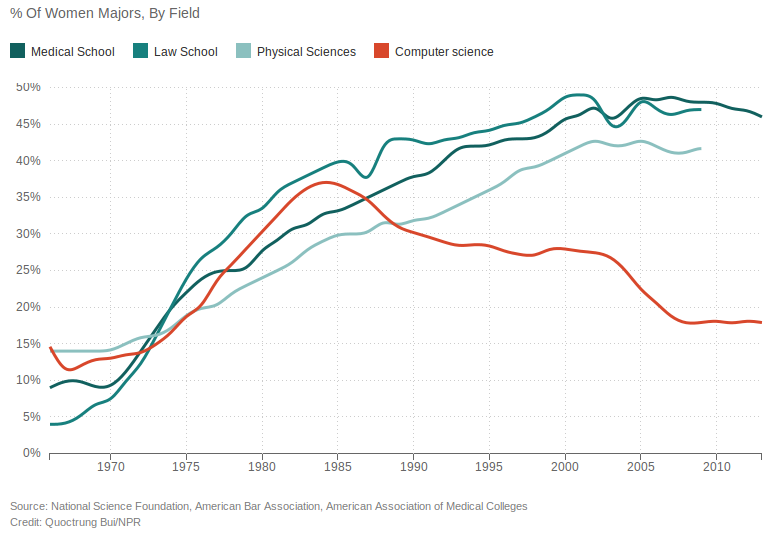 % Of Women Majors, By Field
Medical School Law School Physical Sciences Computer science
50%
45%
40%
35%
30%
25%
20%
15%
10%
5%
0%
1970 1975 1980 1985 1990 1995 2000 2005 2010
Source: National Science Foundation, American Bar Association, American Association of Medical Colleges
Credit: Quoctrung Bui/NPR